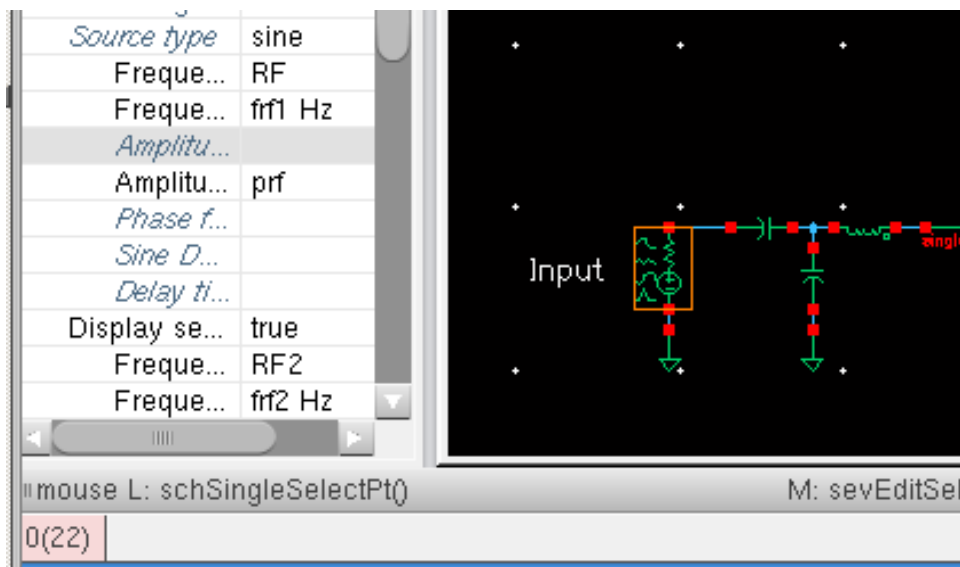 Source type sine
Freque... RF
Freque... frf1 Hz
Amplitu...
Amplitu... prf
Phase f...
Sine D...
Delay ti...
Display se... true
Freque... RF2
Freque... frf2 Hz
Input
singl
mouse L: schSingleSelectPt()
M: sevEditSel
0(22)